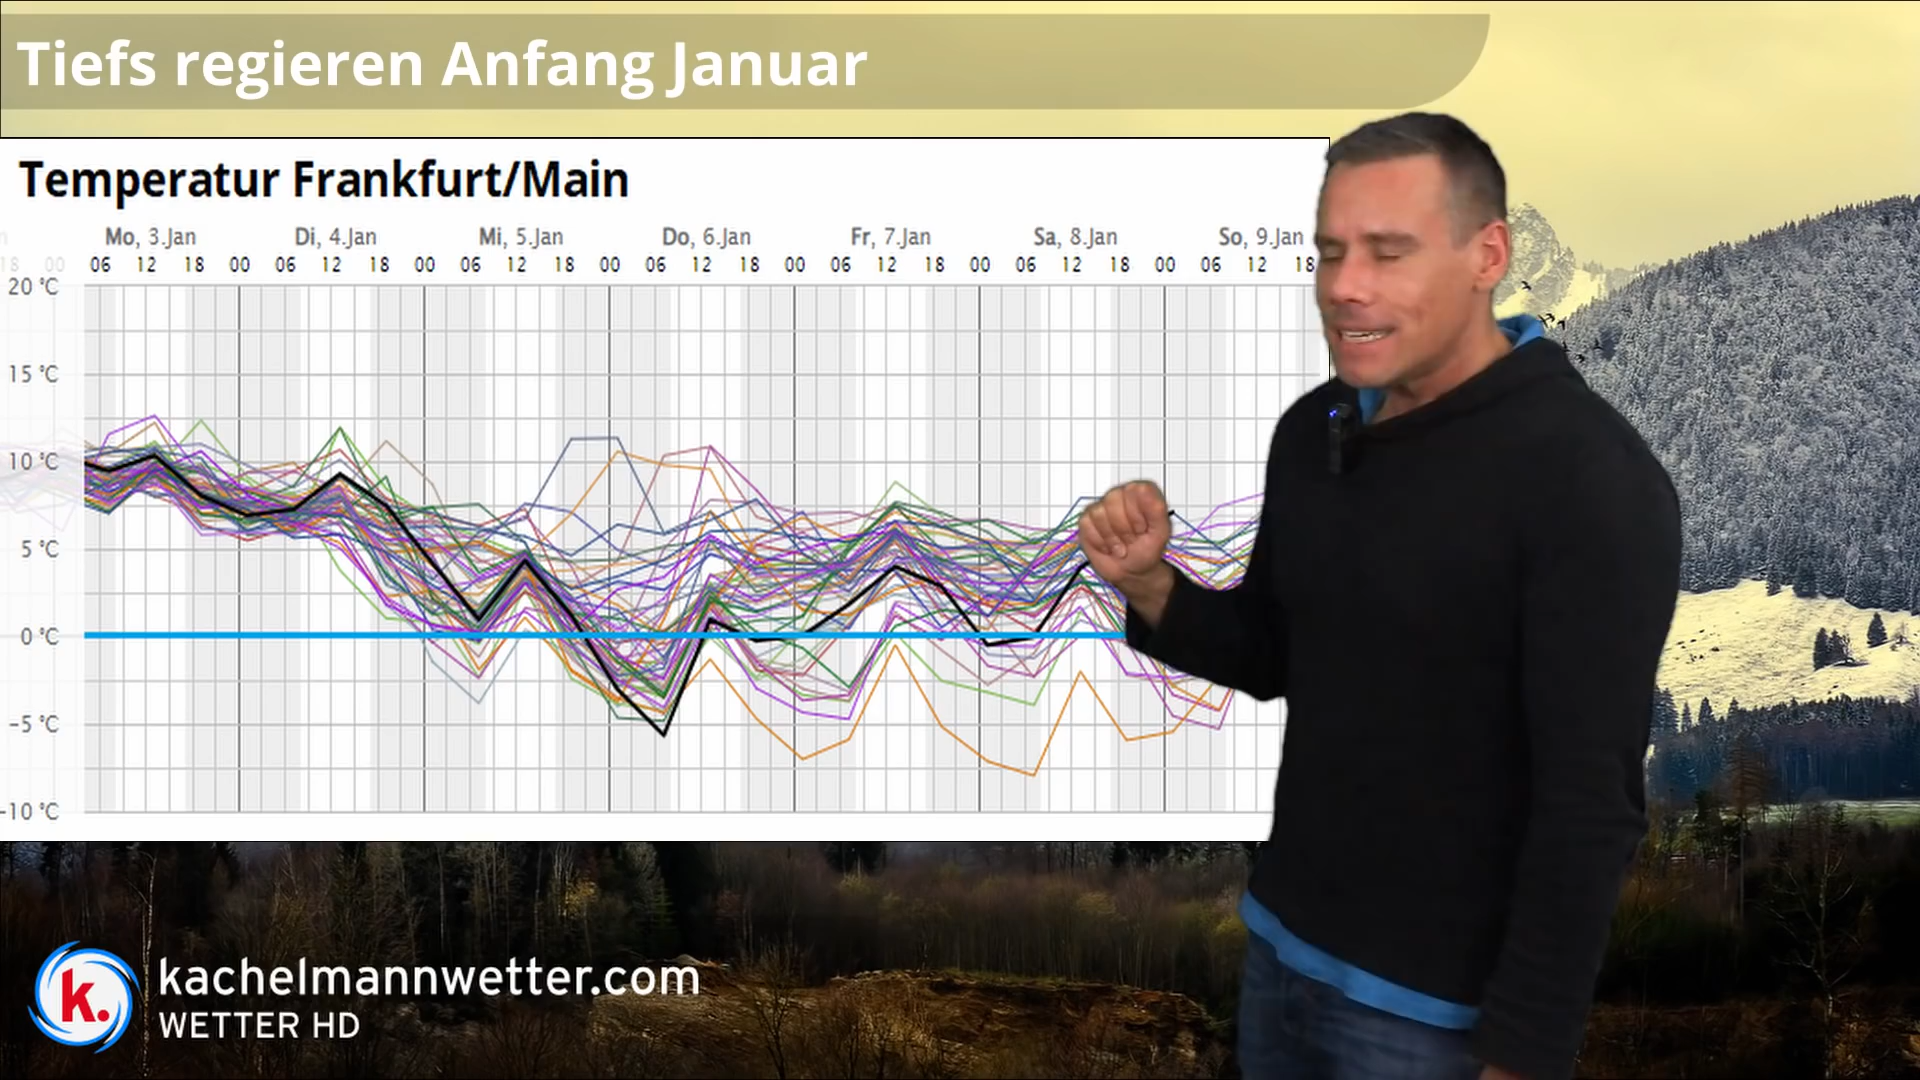 Tiefs regieren Anfang Januar
Temperatur Frankfurt/Main
Mo, 3.Jan Di, 4.Jan Mi, 5.Jan Do, 6.Jan Fr, 7.Jan Sa, 8.Jan So, 9.Jan
18 00 06 12 18 00 06 12 18 00 06 12 18 00 06 12 18 00 06 12 18 00 06 12 18 00 06 12 18
20 °C
15 °C
10 °C
5 °C
0 °C
-5 °C
-10 °C
k.
kachelmannwetter.com
WETTER HD